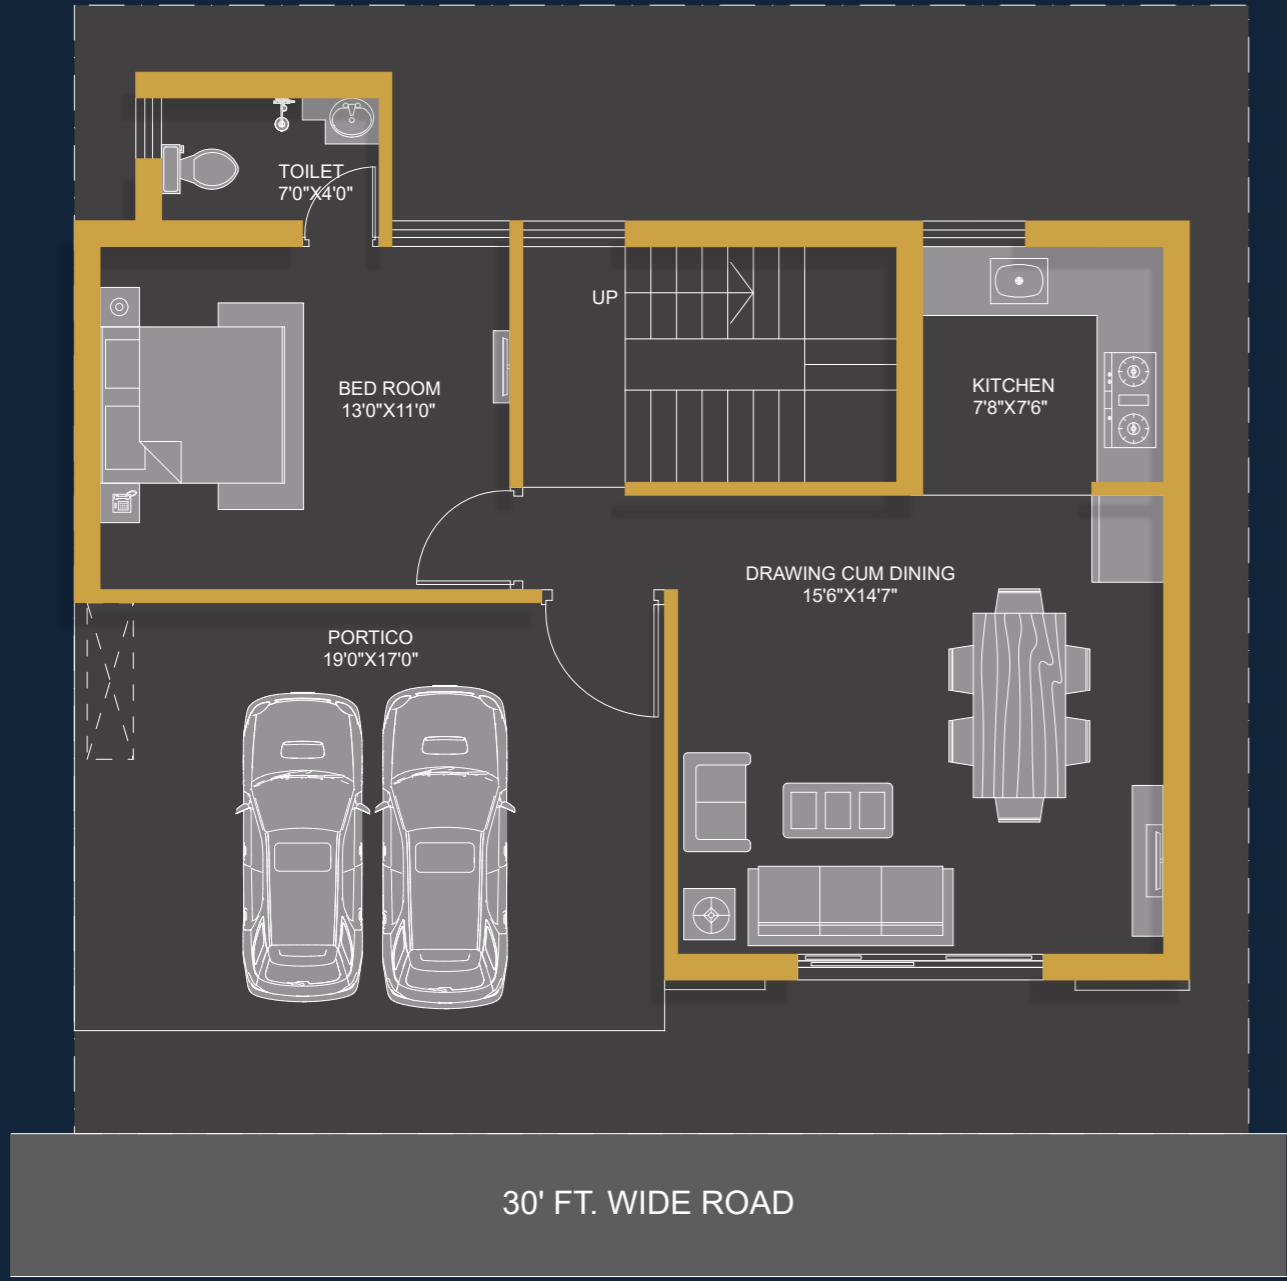 TOILET
7'0"X4'0"
UP
BED ROOM
13'0"X11'0"
KITCHEN
7'8"X7'6"
DRAWING CUM DINING
15'6"X14'7"
PORTICO
19'0"X17'0"
30' FT. WIDE ROAD